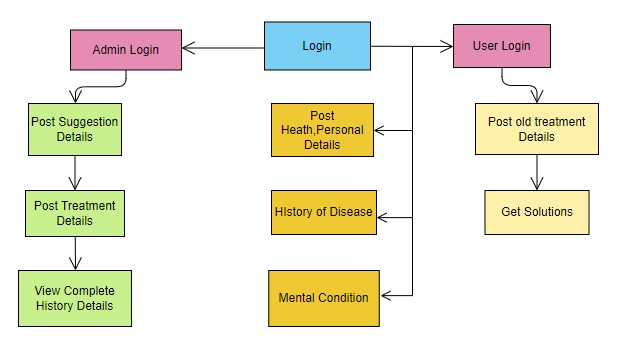 Login
Admin Login
User Login
Post Suggestion
Details
Post Treatment
Details
View Complete
History Details
Post
Heath,Personal
Details
HIstory of Disease
Mental Condition
Post old treatment
Details
Get Solutions